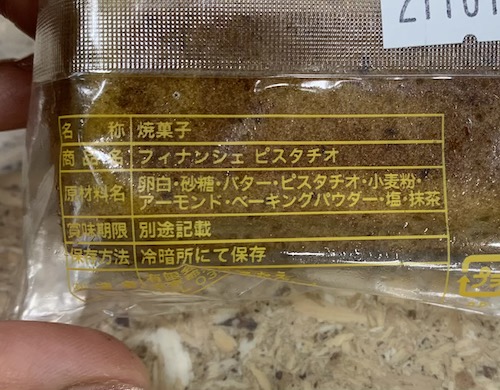 名 称 焼菓子
商品名 フィナンシェ ピスタチオ
原材料名 卵白・砂糖・バター・ピスタチオ・小麦粉・
アーモンド・ベーキングパウダー・塩・抹茶
賞味期限 別途記載
保存方法 冷暗所にて保存